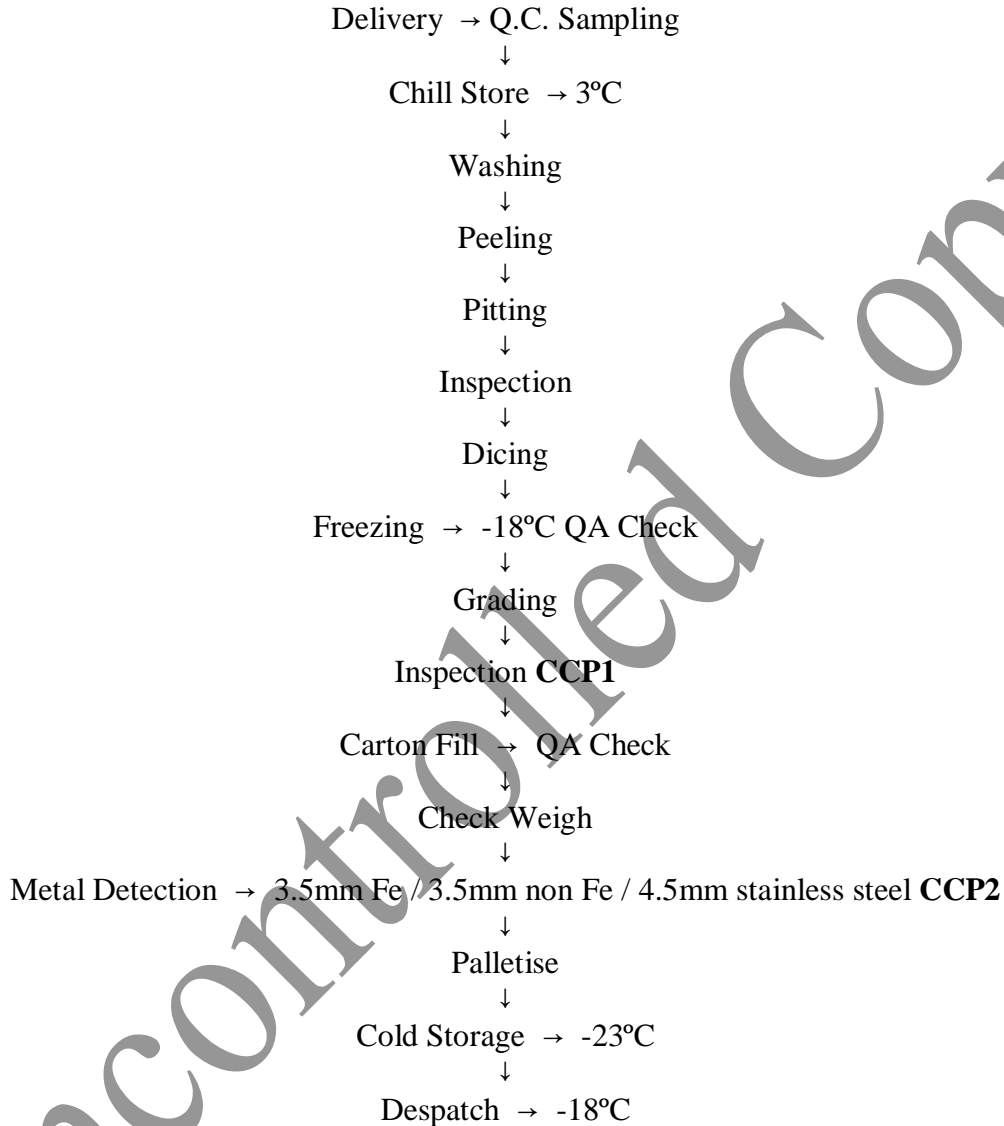 Delivery → Q.C. Sampling
↓
Chill Store → 3ºC
↓
Washing
↓
Peeling
↓
Pitting
↓
Inspection
↓
Dicing
↓
Freezing → -18ºC QA Check
↓
Grading
↓
Inspection CCP1
↓
Carton Fill → QA Check
↓
Check Weigh
↓
Metal Detection → 3.5mm Fe / 3.5mm non Fe / 4.5mm stainless steel CCP2
↓
Palletise
↓
Cold Storage → -23ºC
↓
Despatch → -18ºC
ncontrolled Cop